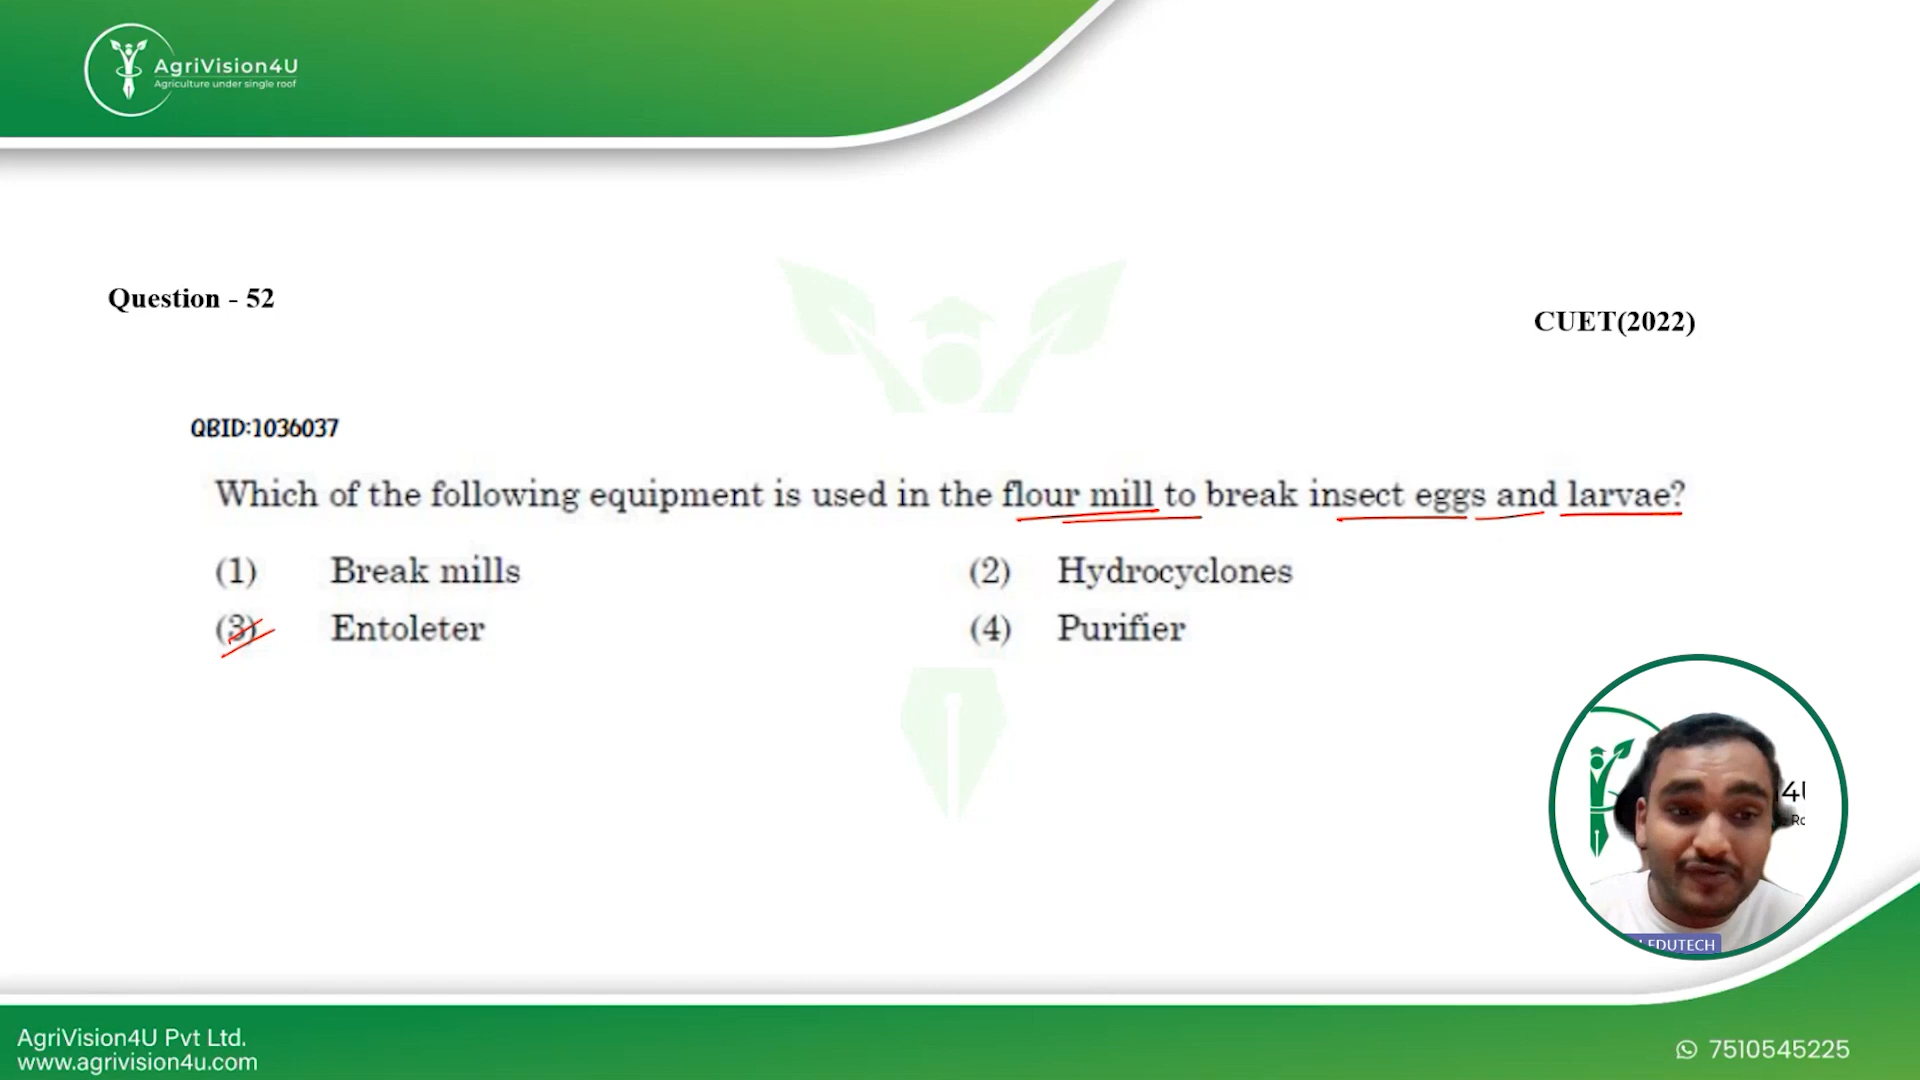 AgriVision4U
Agriculture under single roof
Question - 52
CUET(2022)
QBID:1036037
Which of the following equipment is used in the flour mill to break insect eggs and larvae?
(1) Break mills
(2) Hydrocyclones
(3) Entoleter
(4) Purifier
4U
Ro
EDUTECH
AgriVision4U Pvt Ltd.
www.agrivision4u.com
7510545225